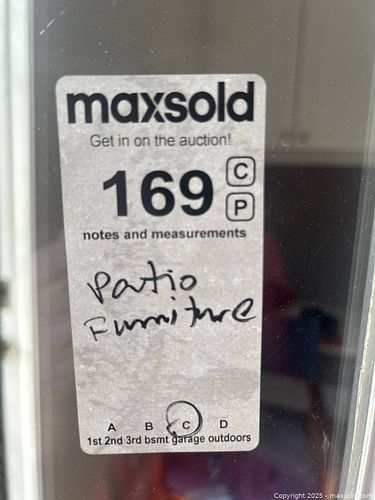 maxsold
Get in on the auction!
169 C
P
notes and measurements
Patio
Furniture
A B C D
1st 2nd 3rd bsmt garage outdoors
Copyright 2025 - maxsold.com